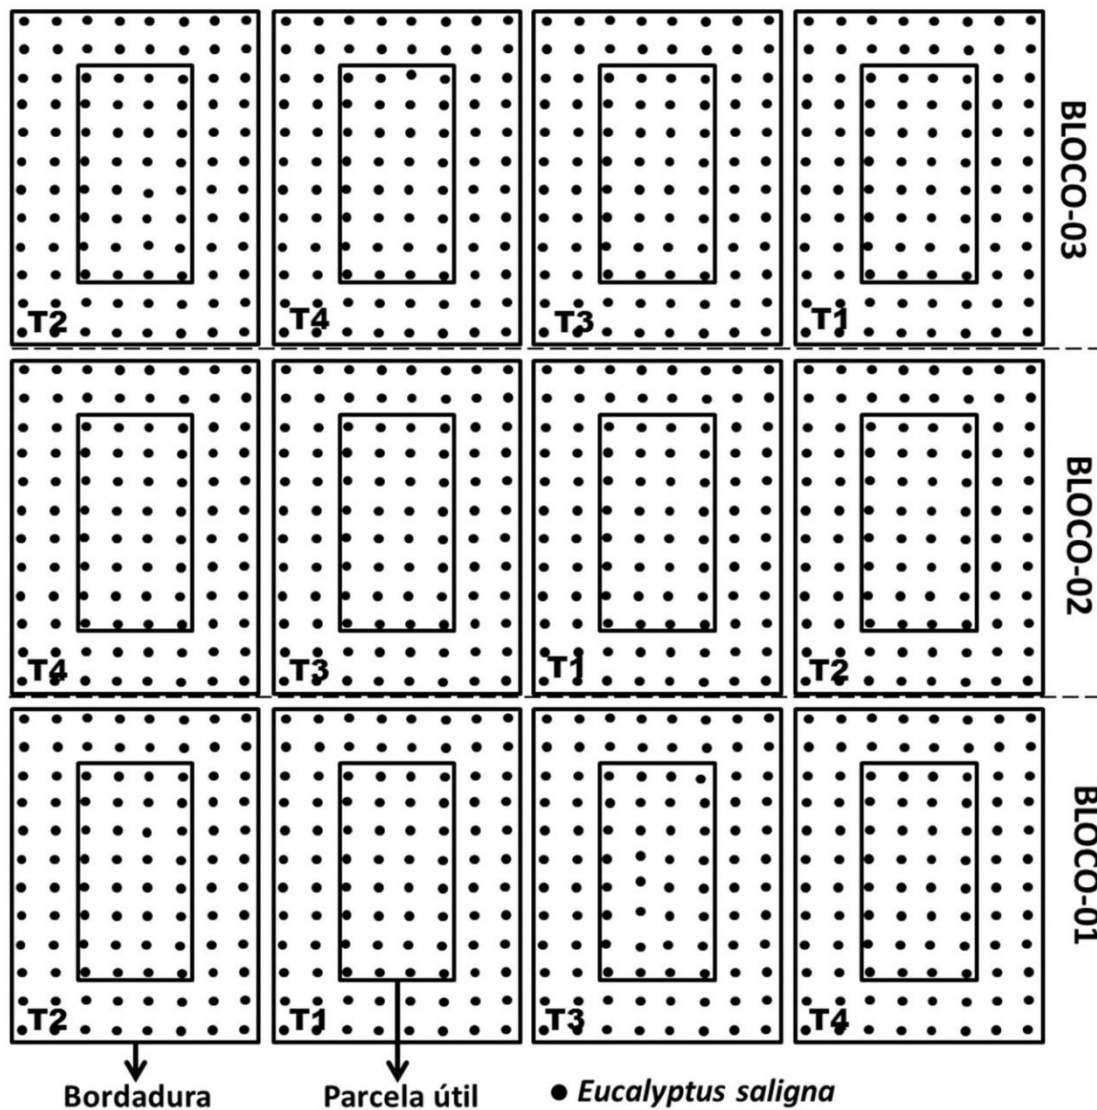 BLOCO-03
T2
T4
T3
T1
BLOCO-02
T4
T3
T1
T2
BLOCO-01
T2
T1
T3
T4
Bordadura
Parcela útil
Eucalyptus saligna